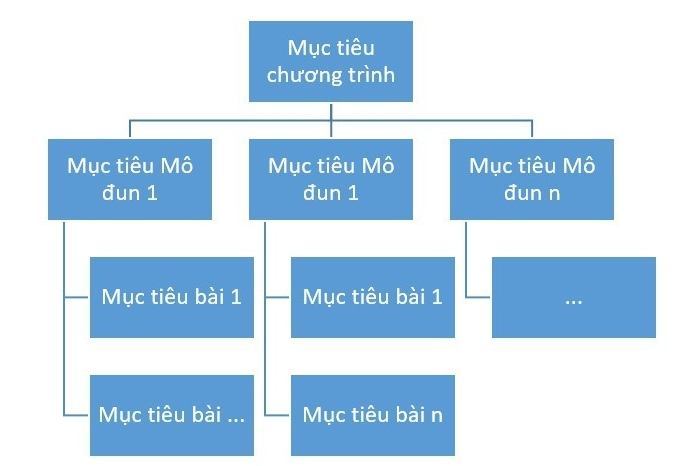 Mục tiêu
chương trình
Mục tiêu Mô
đun 1
Mục tiêu Mô
đun 1
Mục tiêu Mô
đun n
Mục tiêu bài 1
Mục tiêu bài 1
...
Mục tiêu bài ...
Mục tiêu bài n